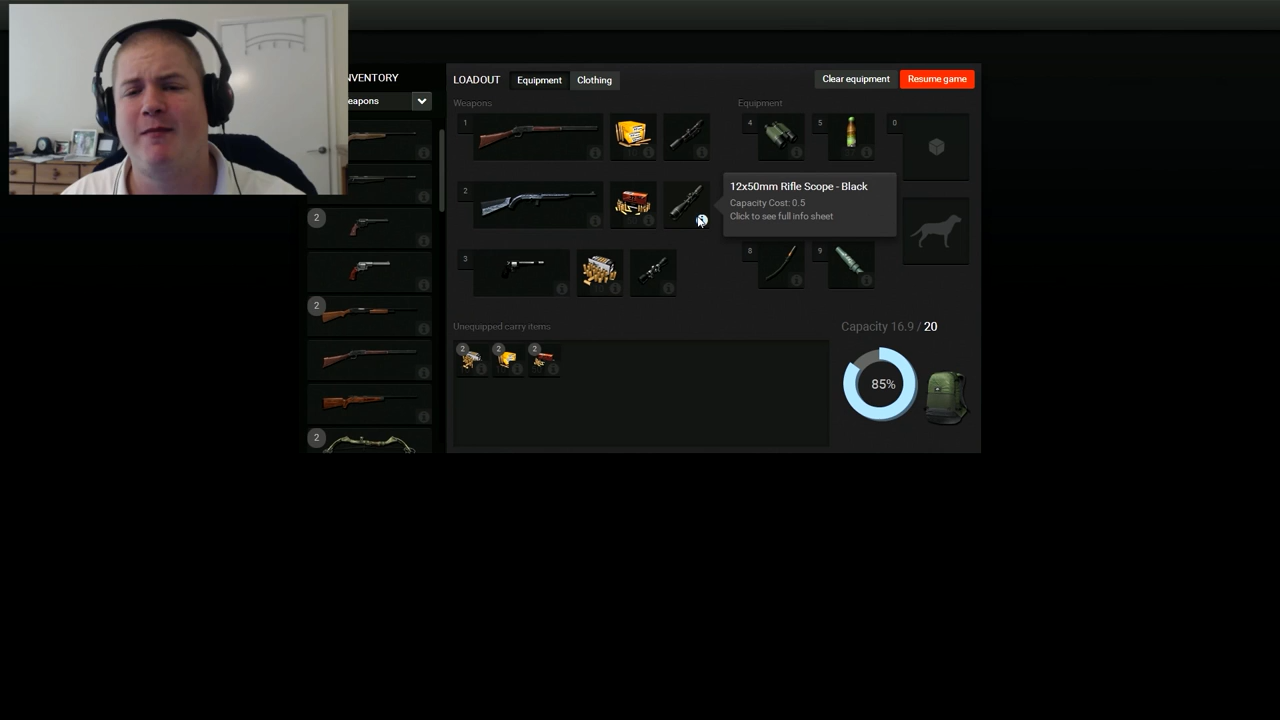 NVENTORY
eapons
2
2
2
LOADOUT
Equipment
Clothing
Clear equipment
Resume game
Weapons
Equipment
1
2
3
4
5
0
8
9
12x50mm Rifle Scope - Black
Capacity Cost: 0.5
Click to see full info sheet
Unequipped carry items
2
2
2
Capacity 16.9 / 20
85%